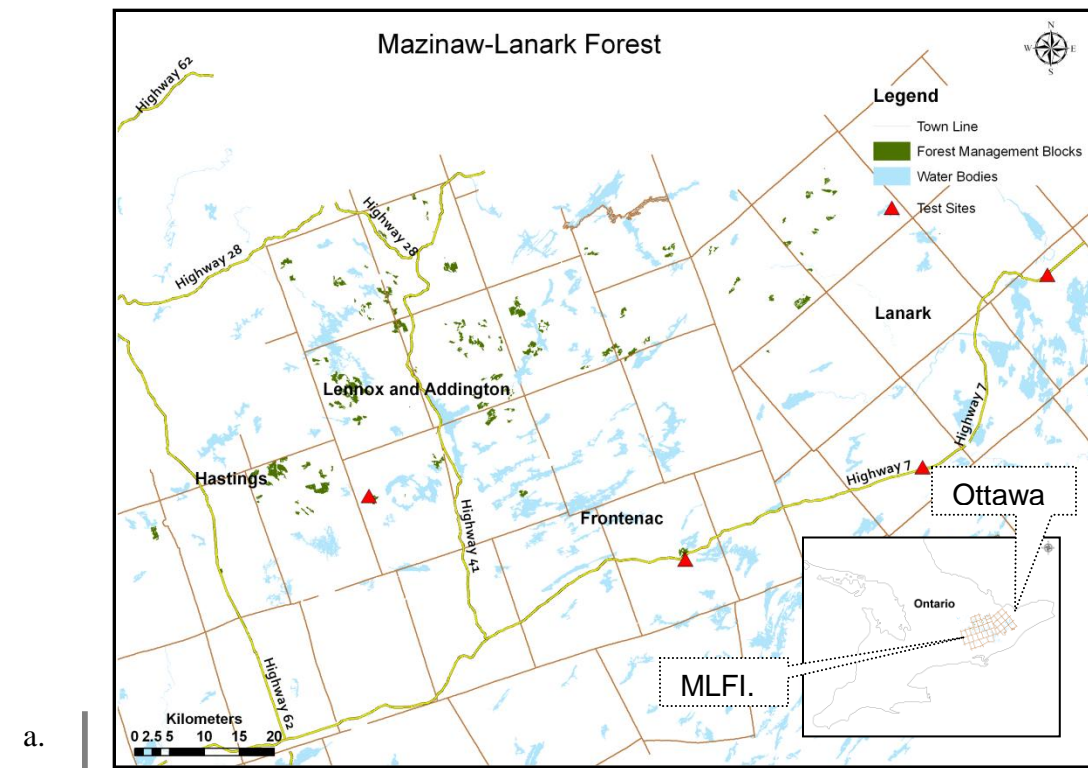 Mazinaw-Lanark Forest
N
W E
S
Highway 62
Legend
Town Line
Forest Management Blocks
Water Bodies
Test Sites
Highway 28
Highway 28
Lanark
Lennox and Addington
Highway 7
Hastings
Highway 7
Ottawa
Highway 41
Frontenac
Ontario
MLFI.
Highway 62
Kilometers
0 2.5 5 10 15 20
a.